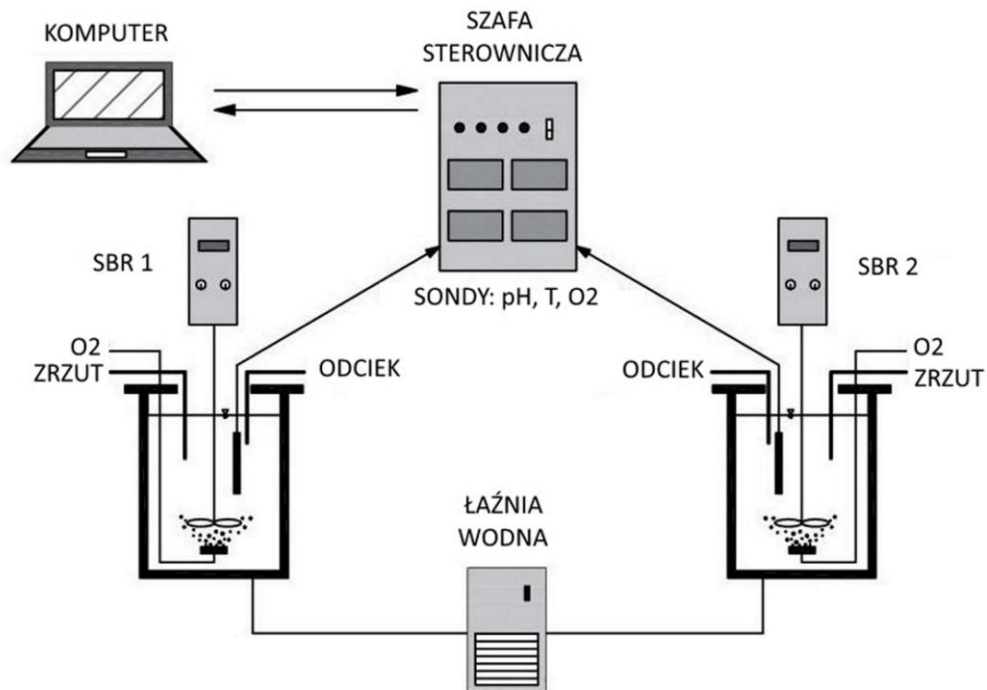 KOMPUTER
SZAFA
STEROWNICZA
SBR 1
SBR 2
SONDY: pH, T, O2
O2
ZRZUT
ODCIEK
ODCIEK
O2
ZRZUT
ŁAŹNIA
WODNA